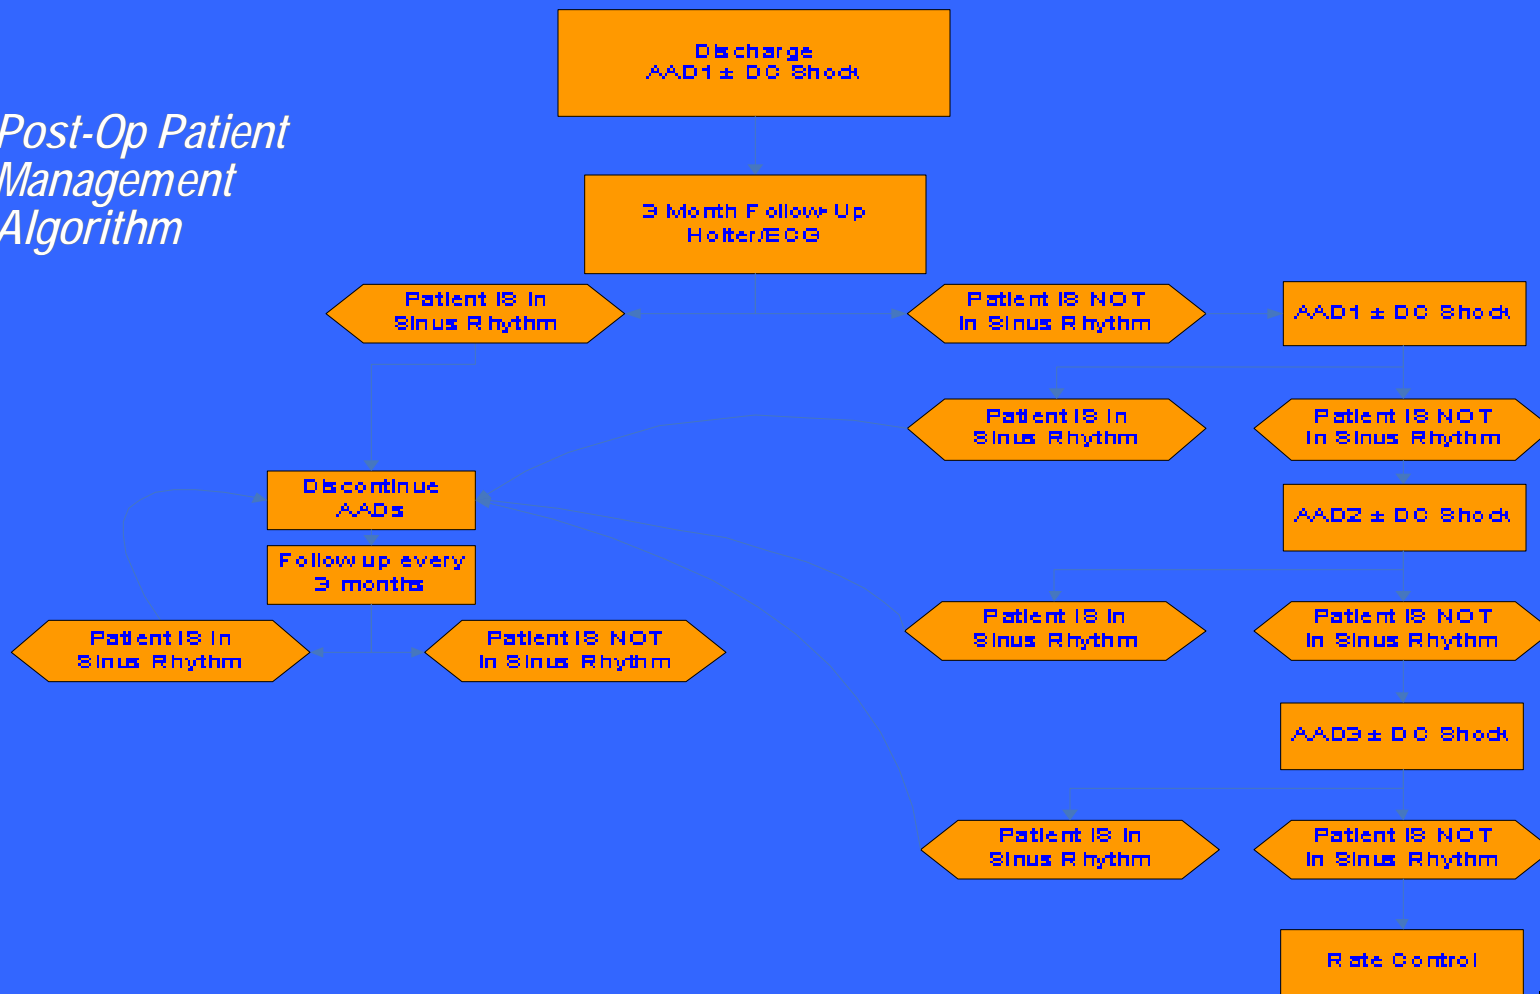 Post-Op Patient
Management
Algorithm
Discharge
AAD1 ± DC Shock
3 Month Follow-Up
Holter/ECG
Patient IS in
Sinus Rhythm
Patient IS NOT
in Sinus Rhythm
AAD1 ± DC Shock
Patient IS in
Sinus Rhythm
Patient IS NOT
in Sinus Rhythm
Discontinue
AADs
AAD2 ± DC Shock
Follow up every
3 months
Patient IS in
Sinus Rhythm
Patient IS NOT
in Sinus Rhythm
Patient IS in
Sinus Rhythm
Patient IS NOT
in Sinus Rhythm
AAD3 ± DC Shock
Patient IS in
Sinus Rhythm
Patient IS NOT
in Sinus Rhythm
Rate Control